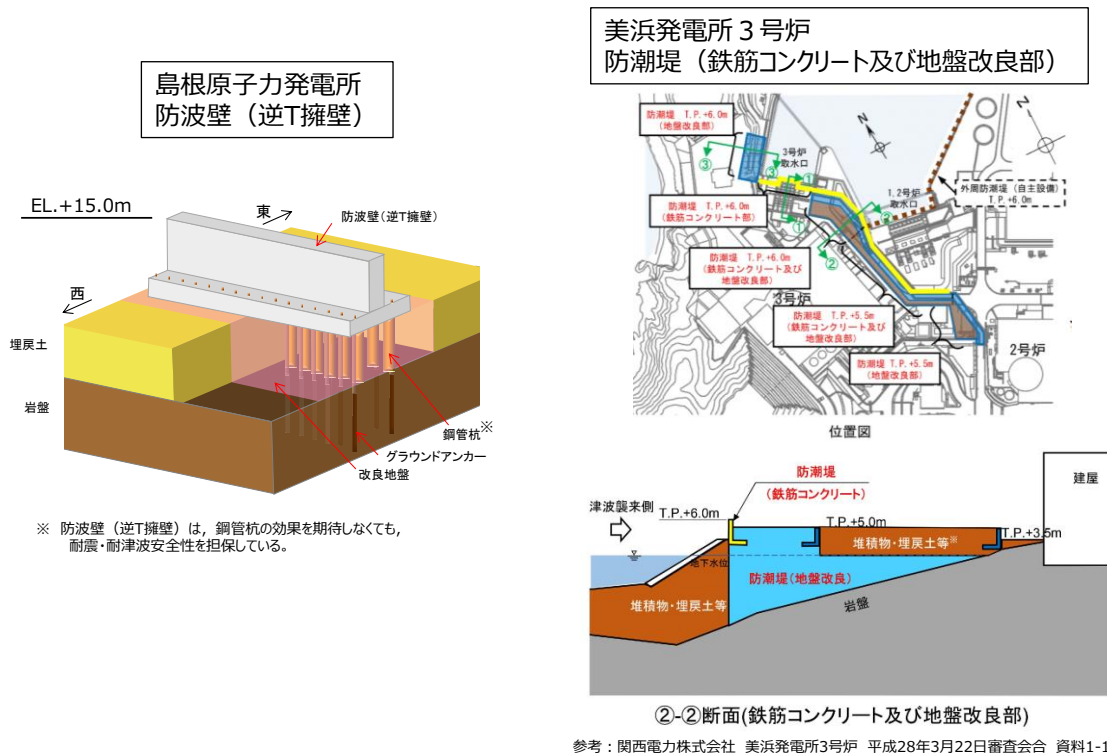 島根原子力発電所
防波壁（逆T擁壁）
EL.+15.0m
東
防波壁（逆T擁壁）
西
埋戻土
岩盤
鋼管杭※
グラウンドアンカー
改良地盤
※ 防波壁（逆T擁壁）は，鋼管杭の効果を期待しなくても，
耐震・耐津波安全性を担保している。
美浜発電所３号炉
防潮堤（鉄筋コンクリート及び地盤改良部）
防潮堤 T.P.+6.0m
（地盤改良部）
3号炉
取水口
N
N
③
③
①
①
②
②
1,2号炉
取水口
外周防潮堤（自主設備）
T.P.+6.0m
防潮堤 T.P.+6.0m
（鉄筋コンクリート部）
防潮堤 T.P.+6.0m
（鉄筋コンクリート及び
地盤改良部）
3号炉
防潮堤 T.P.+5.5m
（鉄筋コンクリート及び
地盤改良部）
防潮堤 T.P.+5.5m
（地盤改良部）
2号炉
位置図
防潮堤
（鉄筋コンクリート）
建屋
津波襲来側
T.P.+6.0m
T.P.+5.0m
T.P.+3.5m
堆積物・埋戻土等※
地下水位
防潮堤(地盤改良)
堆積物・埋戻土等
岩盤
②-②断面(鉄筋コンクリート及び地盤改良部)
参考：関西電力株式会社 美浜発電所3号炉 平成28年3月22日審査会合 資料1-1